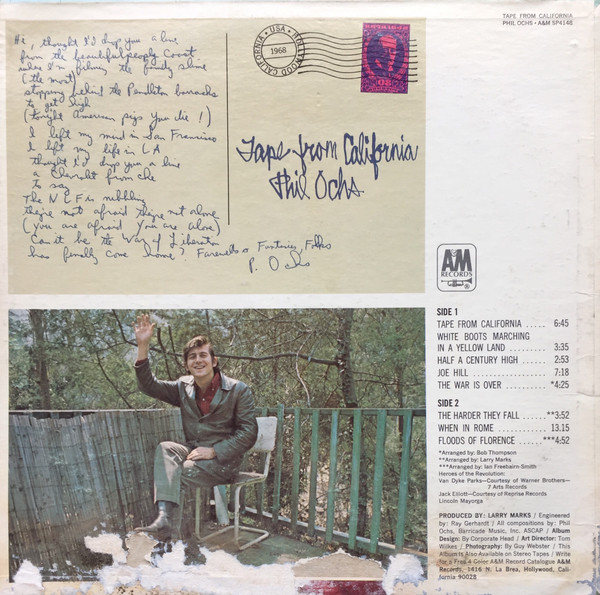 TAPE FROM CALIFORNIA
PHIL OCHS • A&M SP4148
Hi, thought I'd drop you a line
from the beautiful people Coast
where I'm filming the family shine
(the most)
stopping behind the Pendleton barracks
to get high
(tonight American pigs you die!)
I left my mind in San Francisco
I left my life in L A
thought I'd drop you a line
a Chevrolet from che
to say
The N L F is nibbling
they're not afraid they're not alone
(you are afraid you are alone)
Can it be the War of Liberation
has finally come home? Farewells & Fantasies, Folks
P. Ochs
CALIFORNIA • USA • HOLLYWOOD
1968
Tape from California
Phil Ochs
A&M
RECORDS
SIDE 1
TAPE FROM CALIFORNIA ..... 6:45
WHITE BOOTS MARCHING
IN A YELLOW LAND ......... 3:35
HALF A CENTURY HIGH ...... 2:53
JOE HILL ................. 7:18
THE WAR IS OVER .......... *4:25
SIDE 2
THE HARDER THEY FALL ......**3:52
WHEN IN ROME ............. 13.15
FLOODS OF FLORENCE .....***4:52
*Arranged by: Bob Thompson
**Arranged by: Larry Marks
***Arranged by: Ian Freebairn-Smith
Heroes of the Revolution:
Van Dyke Parks—Courtesy of Warner Brothers—
7 Arts Records
Jack Elliott—Courtesy of Reprise Records
Lincoln Mayorga
PRODUCED BY: LARRY MARKS / Engineered
by: Ray Gerhardt / All compositions by: Phil
Ochs, Barricade Music, Inc. ASCAP / Album
Design: By Corporate Head / Art Director: Tom
Wilkes / Photography: By Guy Webster / This
Album Is Also Available on Stereo Tapes / Write
for a Free 4 Color A&M Record Catalogue A&M
Records, 1416 N. La Brea, Hollywood, Cali-
fornia 90028